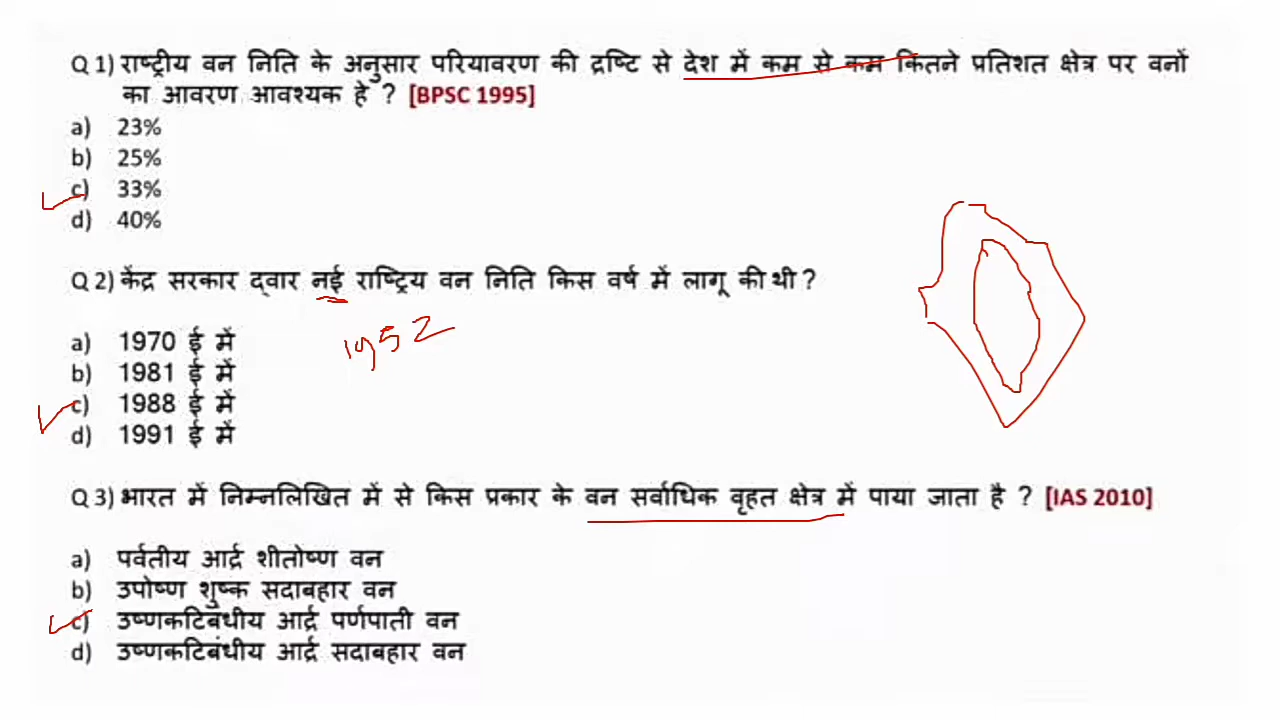 Q 1) राष्ट्रीय वन निति के अनुसार परियावरण की द्रष्टि से देश में कम से कम कितने प्रतिशत क्षेत्र पर वनों
का आवरण आवश्यक हे ? [BPSC 1995]
a) 23%
b) 25%
c) 33%
d) 40%
Q 2) केंद्र सरकार द्वार नई राष्ट्रिय वन निति किस वर्ष में लागू की थी ?
1952
a) 1970 ई में
b) 1981 ई में
c) 1988 ई में
d) 1991 ई में
Q 3) भारत में निम्नलिखित में से किस प्रकार के वन सर्वाधिक वृहत क्षेत्र में पाया जाता है ? [IAS 2010]
a) पर्वतीय आर्द्र शीतोष्ण वन
b) उपोष्ण शुष्क सदाबहार वन
c) उष्णकटिबंधीय आर्द्र पर्णपाती वन
d) उष्णकटिबंधीय आर्द्र सदाबहार वन